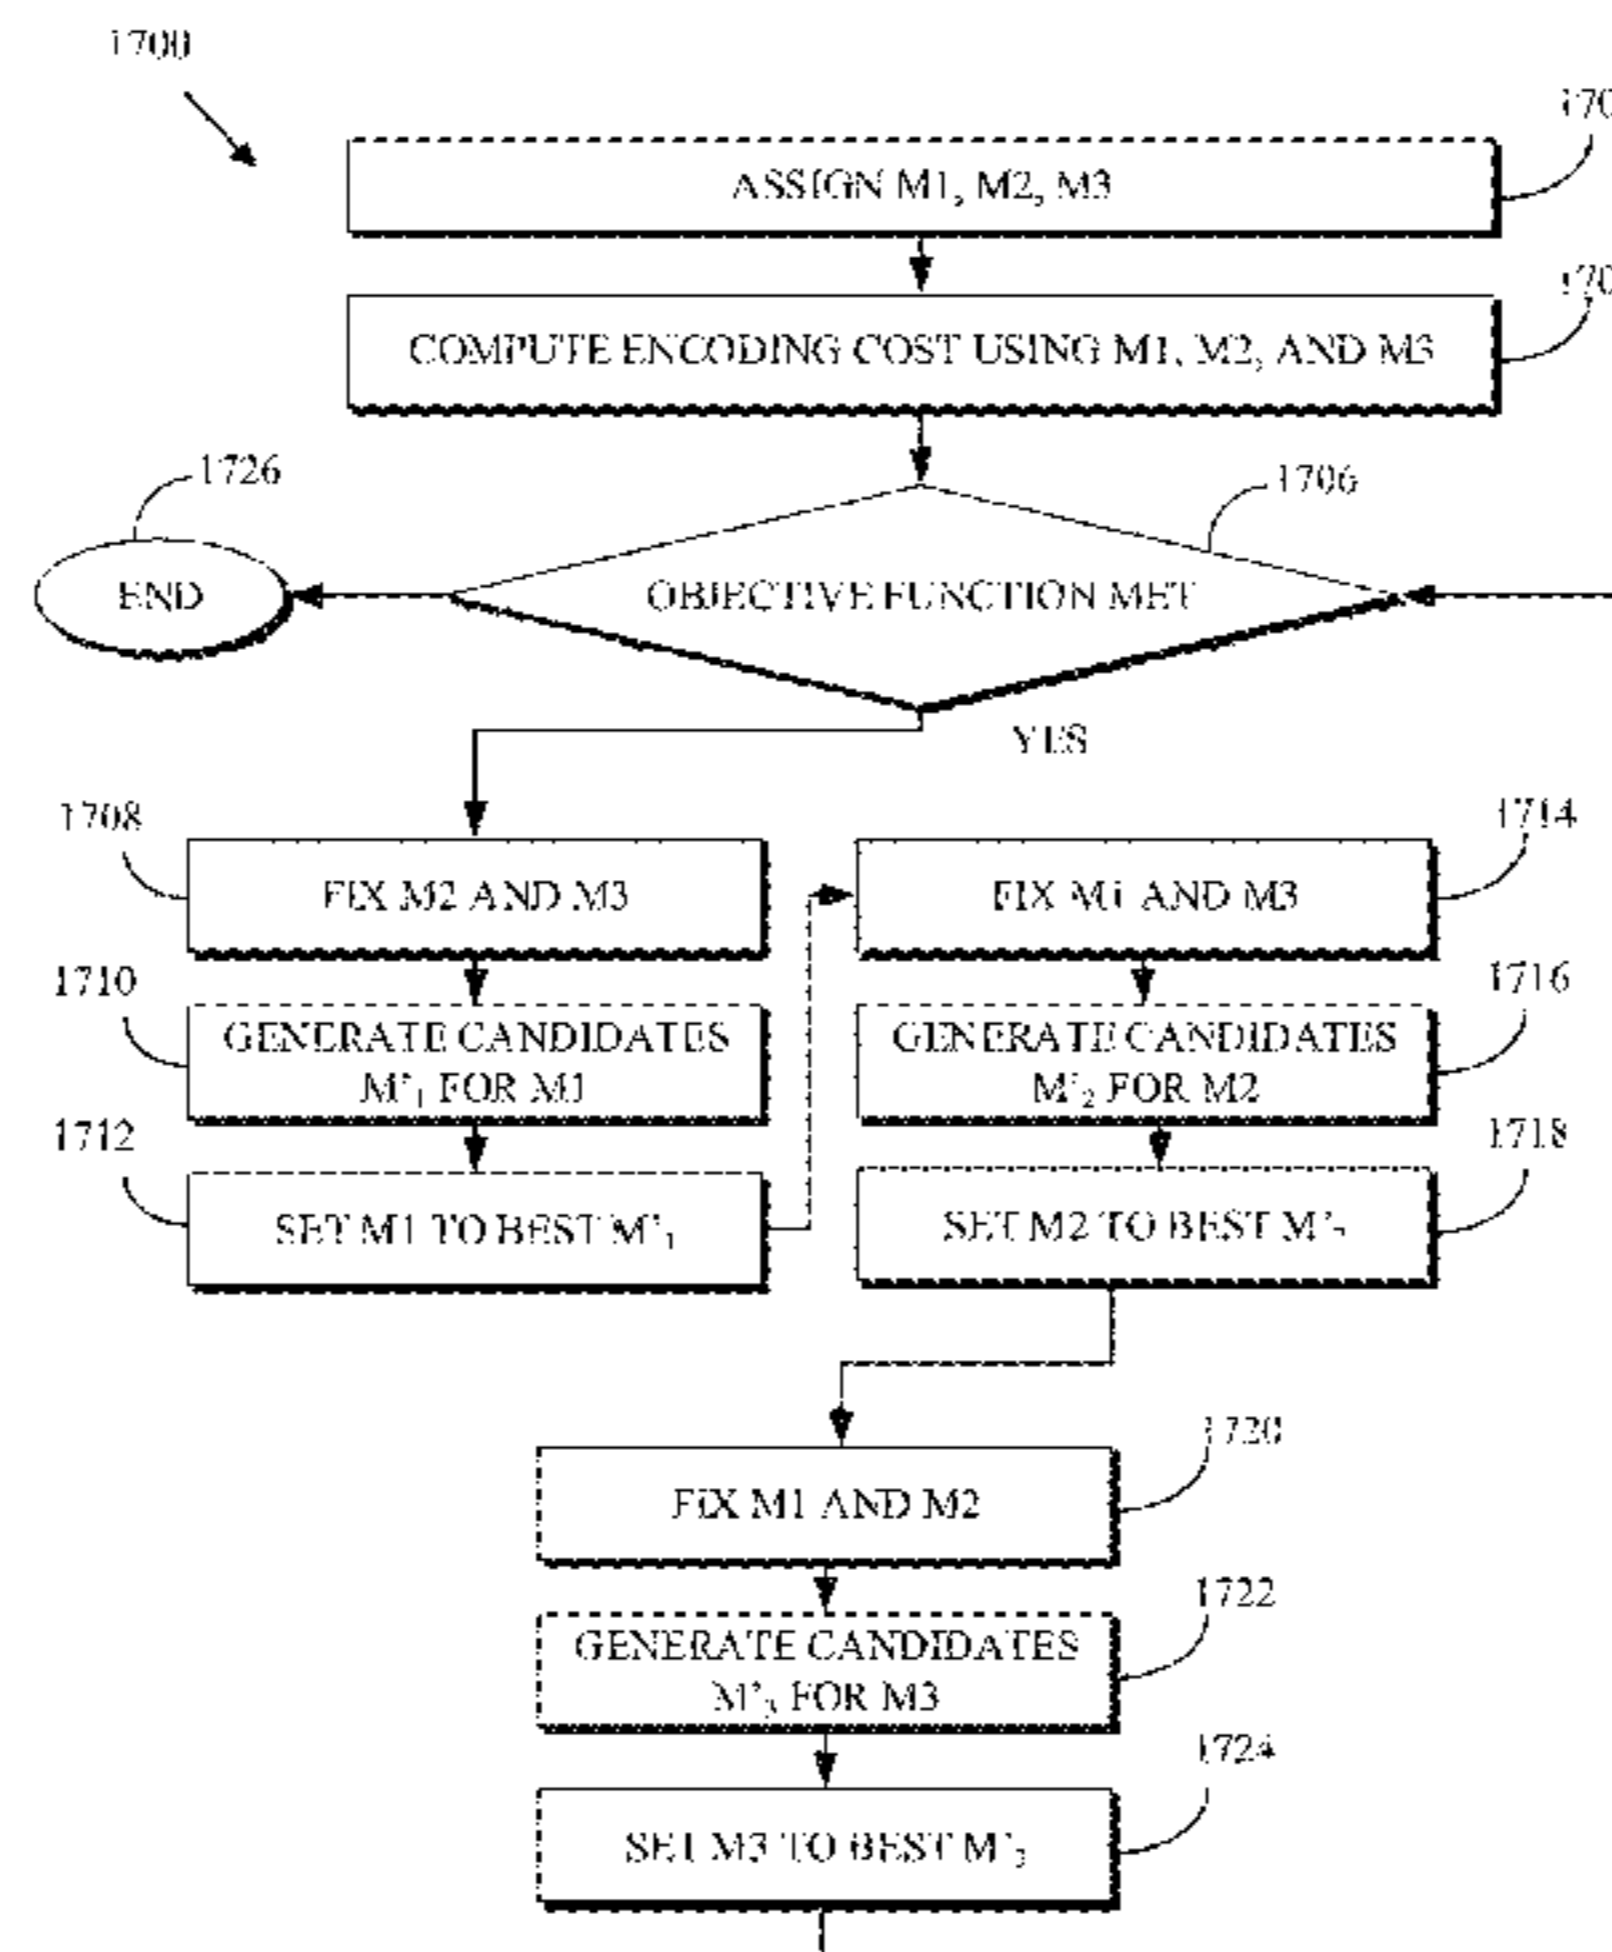 1700
170
ASSIGN M1, M2, M3
170
COMPUTE ENCODING COST USING M1, M2, AND M3
1726
1706
END
OBJECTIVE FUNCTION MET
YES
1708
1714
FIX M2 AND M3
FIX M1 AND M3
1710
1716
GENERATE CANDIDATES
M'1 FOR M1
GENERATE CANDIDATES
M'2 FOR M2
1712
1718
SET M1 TO BEST M'1
SET M2 TO BEST M'2
1720
FIX M1 AND M2
1722
GENERATE CANDIDATES
M'3 FOR M3
1724
SET M3 TO BEST M'3